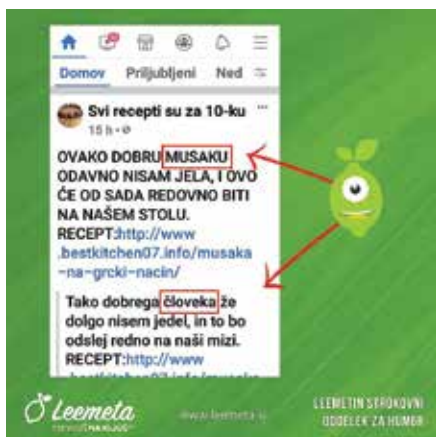 Domov Priljubljeni Ned
Svi recepti su za 10-ku
15 h
OVAKO DOBRU MUSAKU
ODAVNO NISAM JELA, I OVO
ĆE OD SADA REDOVNO BITI
NA NAŠEM STOLU.
RECEPT:http://www
.bestkitchen07.info/musaka
-na-grcki-nacin/
Tako dobrega človeka že
dolgo nisem jedel, in to bo
odslej redno na naši mizi.
RECEPT:http://www
Leemeta
www.leemeta.si
LEEMETIN STROKOVNI
ODDELEK ZA HUMOR